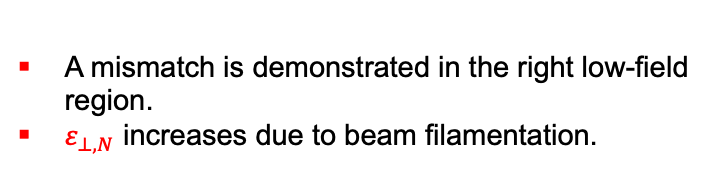 ▪ A mismatch is demonstrated in the right low-field
region.
▪ ε⊥,N increases due to beam filamentation.